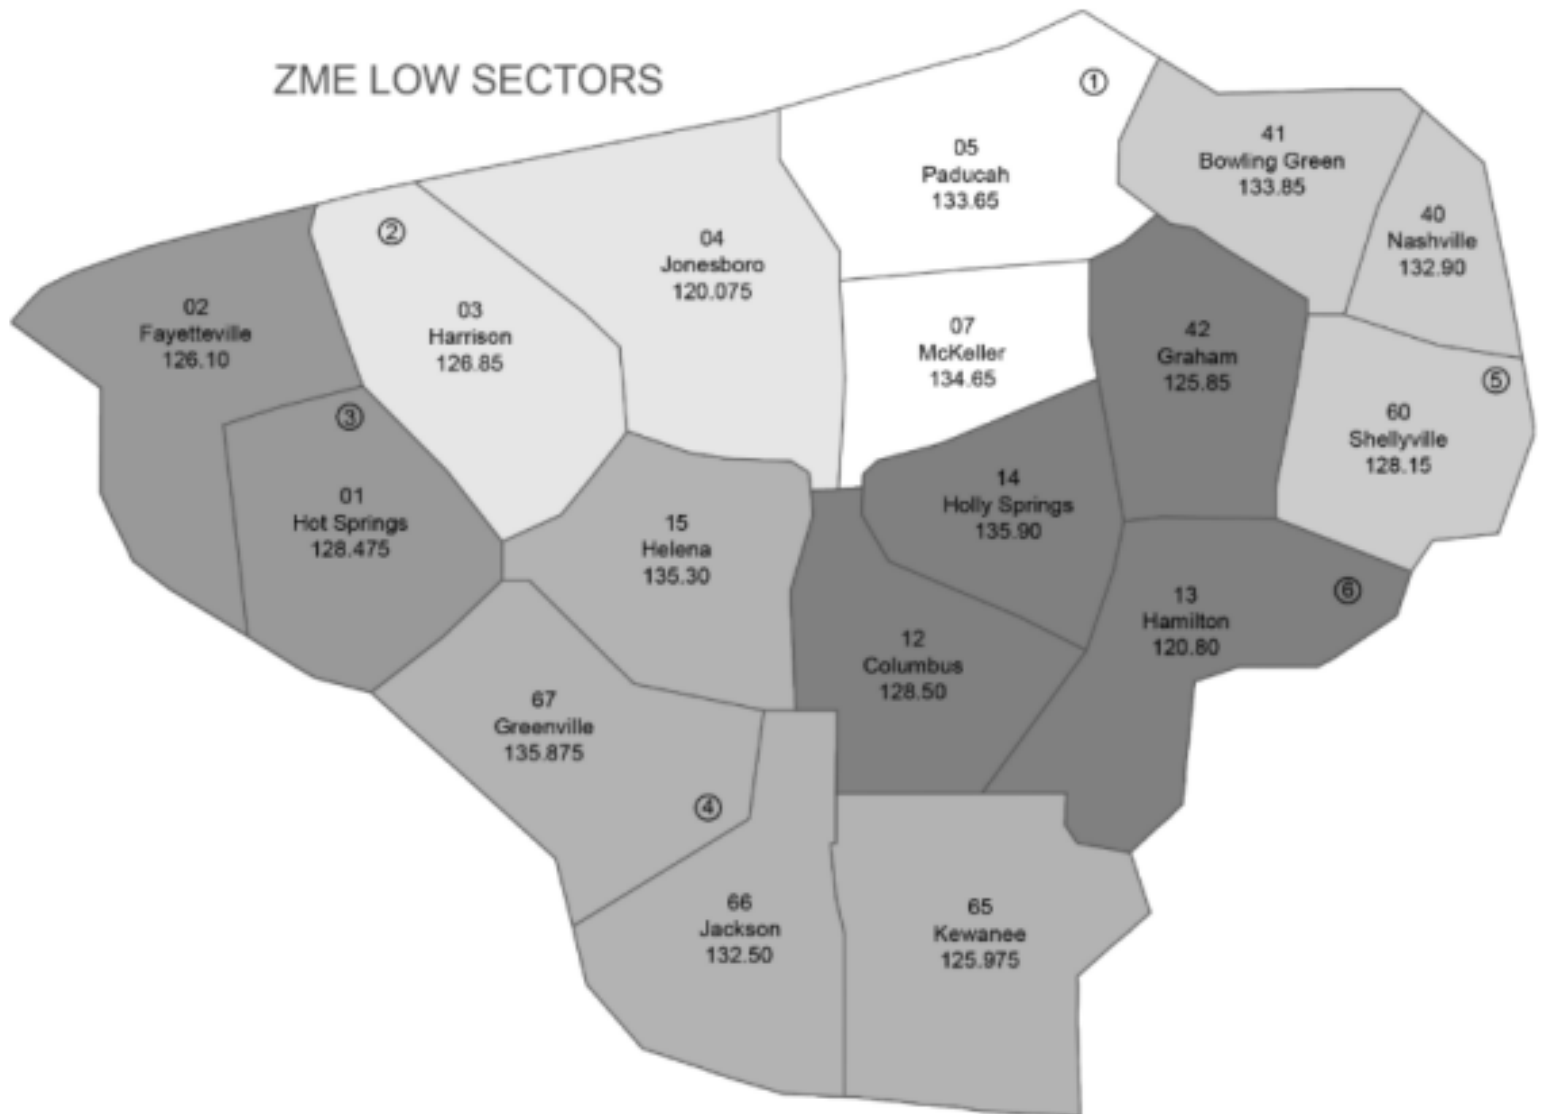 ZME LOW SECTORS
①
05
Paducah
133.65
41
Bowling Green
133.85
40
Nashville
132.90
②
04
Jonesboro
120.075
02
Fayetteville
126.10
03
Harrison
126.85
07
McKeller
134.65
42
Graham
125.85
⑤
60
Shellyville
128.15
③
01
Hot Springs
128.475
15
Helena
135.30
14
Holly Springs
135.90
13
Hamilton
120.80
⑥
12
Columbus
128.50
67
Greenville
135.875
④
66
Jackson
132.50
65
Kewanee
125.975